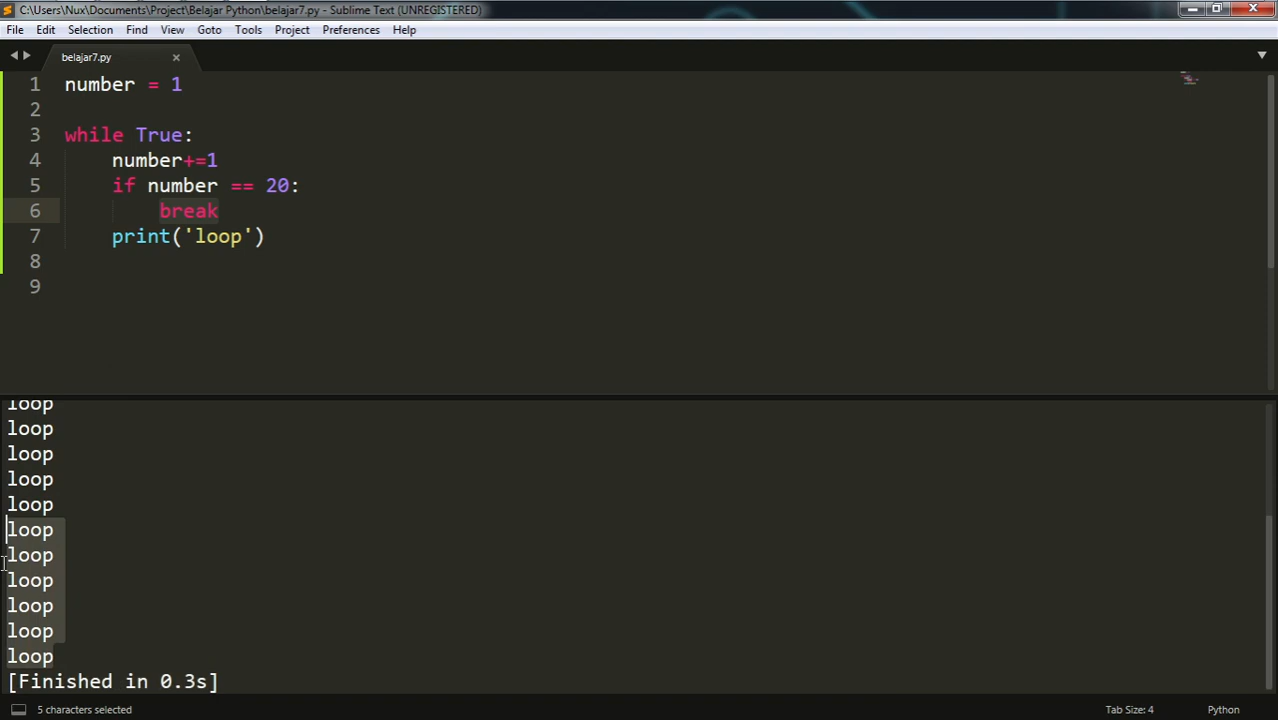 C:\Users\Nux\Documents\Project\Belajar Python\belajar7.py - Sublime Text (UNREGISTERED)
File Edit Selection Find View Goto Tools Project Preferences Help
belajar7.py
1 number = 1
2
3 while True:
4 number+=1
5 if number == 20:
6 break
7 print('loop')
8
9
loop
loop
loop
loop
loop
loop
loop
loop
loop
loop
loop
[Finished in 0.3s]
5 characters selected Tab Size: 4 Python